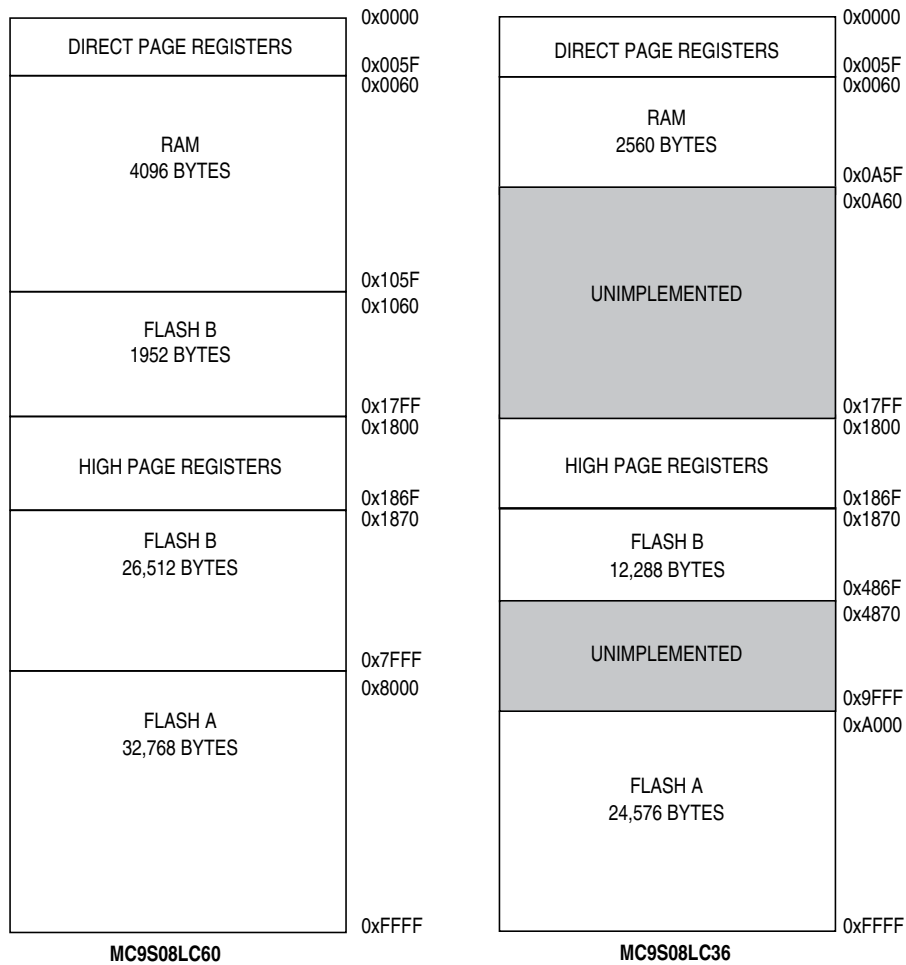 0x0000
DIRECT PAGE REGISTERS
0x005F
0x0060
RAM
4096 BYTES
0x105F
0x1060
FLASH B
1952 BYTES
0x17FF
0x1800
HIGH PAGE REGISTERS
0x186F
0x1870
FLASH B
26,512 BYTES
0x7FFF
0x8000
FLASH A
32,768 BYTES
0xFFFF
MC9S08LC60
0x0000
DIRECT PAGE REGISTERS
0x005F
0x0060
RAM
2560 BYTES
0x0A5F
0x0A60
UNIMPLEMENTED
0x17FF
0x1800
HIGH PAGE REGISTERS
0x186F
0x1870
FLASH B
12,288 BYTES
0x486F
0x4870
UNIMPLEMENTED
0x9FFF
0xA000
FLASH A
24,576 BYTES
0xFFFF
MC9S08LC36